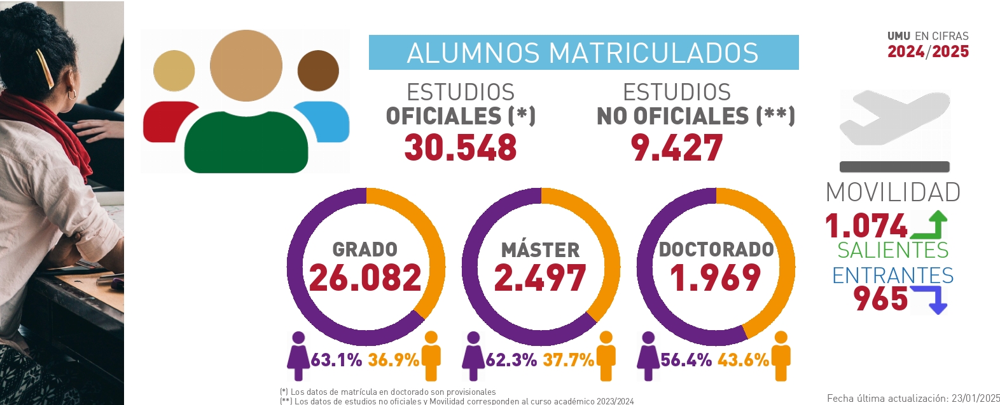 ALUMNOS MATRICULADOS
UMU EN CIFRAS
2024/2025
ESTUDIOS
OFICIALES (*)
30.548
ESTUDIOS
NO OFICIALES (**)
9.427
GRADO
26.082
63.1% 36.9%
MÁSTER
2.497
62.3% 37.7%
DOCTORADO
1.969
56.4% 43.6%
MOVILIDAD
1.074
SALIENTES
ENTRANTES
965
(*) Los datos de matrícula en doctorado son provisionales
(**) Los datos de estudios no oficiales y Movilidad corresponden al curso académico 2023/2024
Fecha última actualización: 23/01/2025